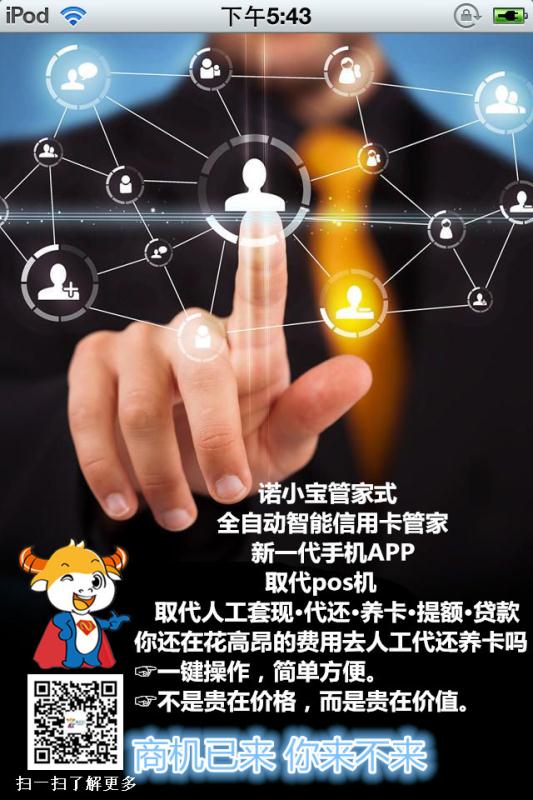 iPod 下午5:43
诺小宝管家式
全自动智能信用卡管家
新一代手机APP
取代pos机
取代人工套现·代还·养卡·提额·贷款
你还在花高昂的费用去人工代还养卡吗
☞一键操作，简单方便。
☞不是贵在价格，而是贵在价值。
商机已来 你来不来
扫一扫了解更多